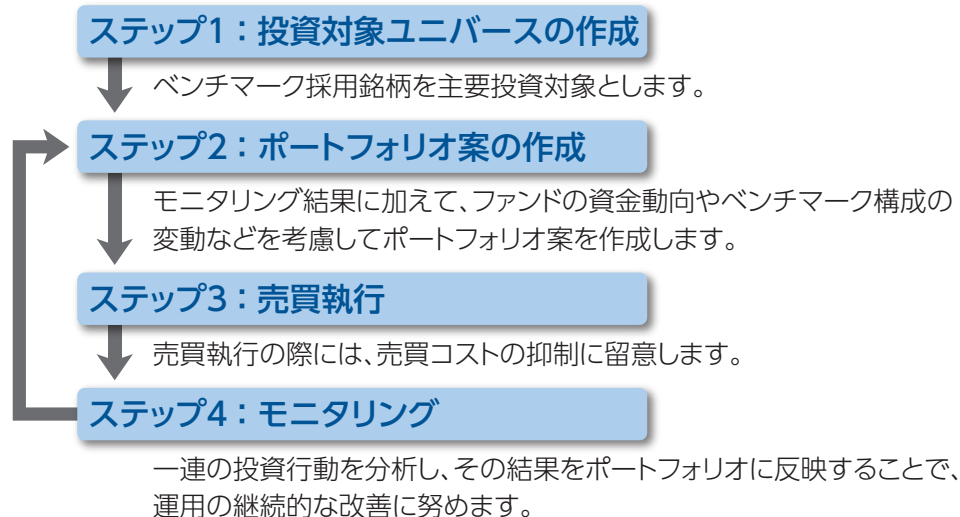 ステップ1：投資対象ユニバースの作成
ベンチマーク採用銘柄を主要投資対象とします。
ステップ2：ポートフォリオ案の作成
モニタリング結果に加えて、ファンドの資金動向やベンチマーク構成の
変動などを考慮してポートフォリオ案を作成します。
ステップ3：売買執行
売買執行の際には、売買コストの抑制に留意します。
ステップ4：モニタリング
一連の投資行動を分析し、その結果をポートフォリオに反映することで、
運用の継続的な改善に努めます。